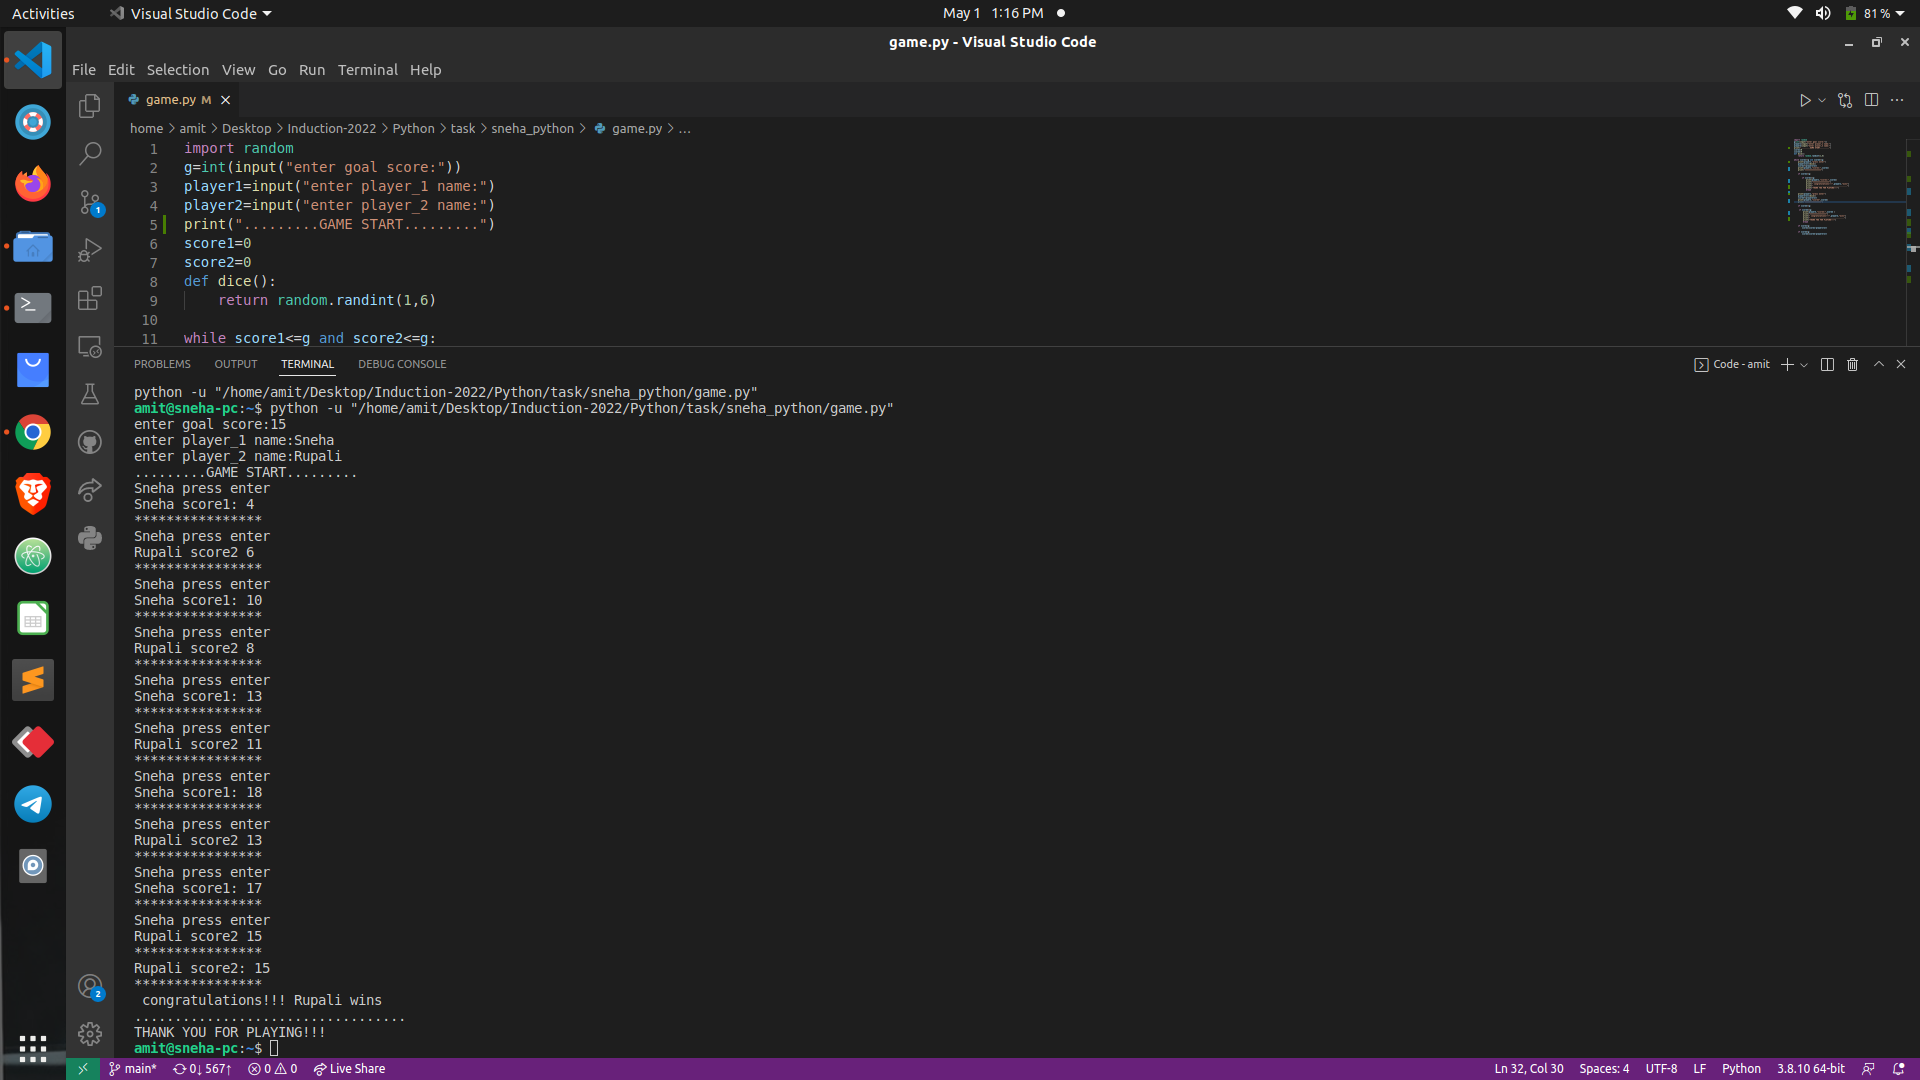 Activities Visual Studio Code May 1 1:16 PM 81 %
game.py - Visual Studio Code
File Edit Selection View Go Run Terminal Help
game.py M
home > amit > Desktop > Induction-2022 > Python > task > sneha_python > game.py > ...
1 import random
2 g=int(input("enter goal score:"))
3 player1=input("enter player_1 name:")
4 player2=input("enter player_2 name:")
5 print(".........GAME START.........")
6 score1=0
7 score2=0
8 def dice():
9 return random.randint(1,6)
10
11 while score1<=g and score2<=g:
PROBLEMS OUTPUT TERMINAL DEBUG CONSOLE Code - amit
python -u "/home/amit/Desktop/Induction-2022/Python/task/sneha_python/game.py"
amit@sneha-pc:~$ python -u "/home/amit/Desktop/Induction-2022/Python/task/sneha_python/game.py"
enter goal score:15
enter player_1 name:Sneha
enter player_2 name:Rupali
.........GAME START.........
Sneha press enter
Sneha score1: 4
****************
Sneha press enter
Rupali score2 6
****************
Sneha press enter
Sneha score1: 10
****************
Sneha press enter
Rupali score2 8
****************
Sneha press enter
Sneha score1: 13
****************
Sneha press enter
Rupali score2 11
****************
Sneha press enter
Sneha score1: 18
****************
Sneha press enter
Rupali score2 13
****************
Sneha press enter
Sneha score1: 17
****************
Sneha press enter
Rupali score2 15
****************
Rupali score2: 15
****************
congratulations!!! Rupali wins
..................................
THANK YOU FOR PLAYING!!!
amit@sneha-pc:~$
main* 0↓ 567↑ 0 0 Live Share Ln 32, Col 30 Spaces: 4 UTF-8 LF Python 3.8.10 64-bit
1
2